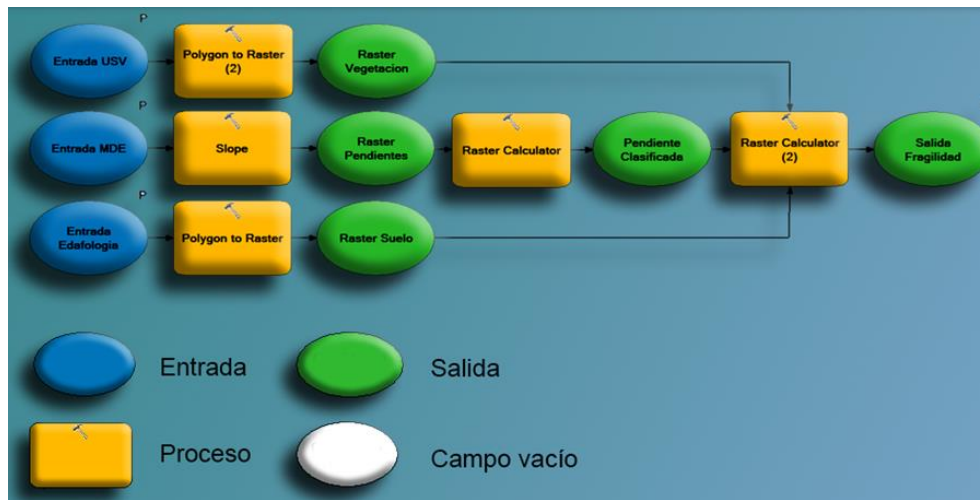 P
Entrada USV
Polygon to Raster
(2)
Raster
Vegetacion
P
Entrada MDE
Slope
Raster
Pendientes
Raster Calculator
Pendiente
Clasificada
Raster Calculator
(2)
Salida
Fragilidad
P
Entrada
Edafologia
Polygon to Raster
Raster Suelo
Entrada
Salida
Proceso
Campo vacío